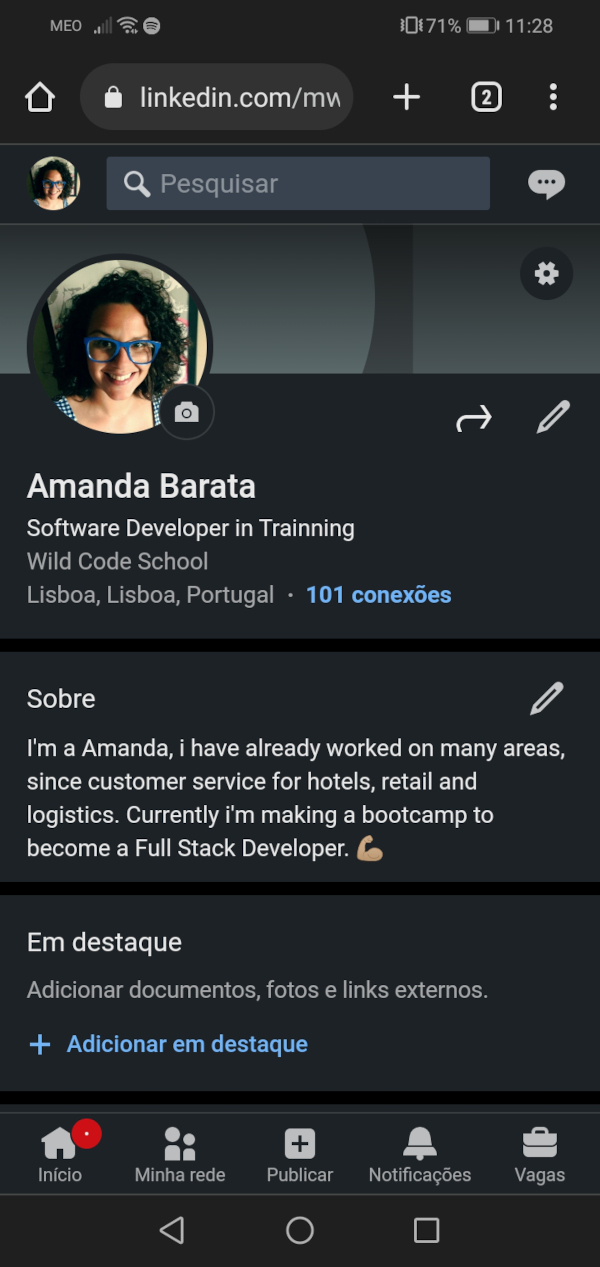 MEO 71% 11:28
linkedin.com/mw
2
Pesquisar
Amanda Barata
Software Developer in Trainning
Wild Code School
Lisboa, Lisboa, Portugal · 101 conexões
Sobre
I'm a Amanda, i have already worked on many areas,
since customer service for hotels, retail and
logistics. Currently i'm making a bootcamp to
become a Full Stack Developer. 💪🏽
Em destaque
Adicionar documentos, fotos e links externos.
+ Adicionar em destaque
Início Minha rede Publicar Notificações Vagas